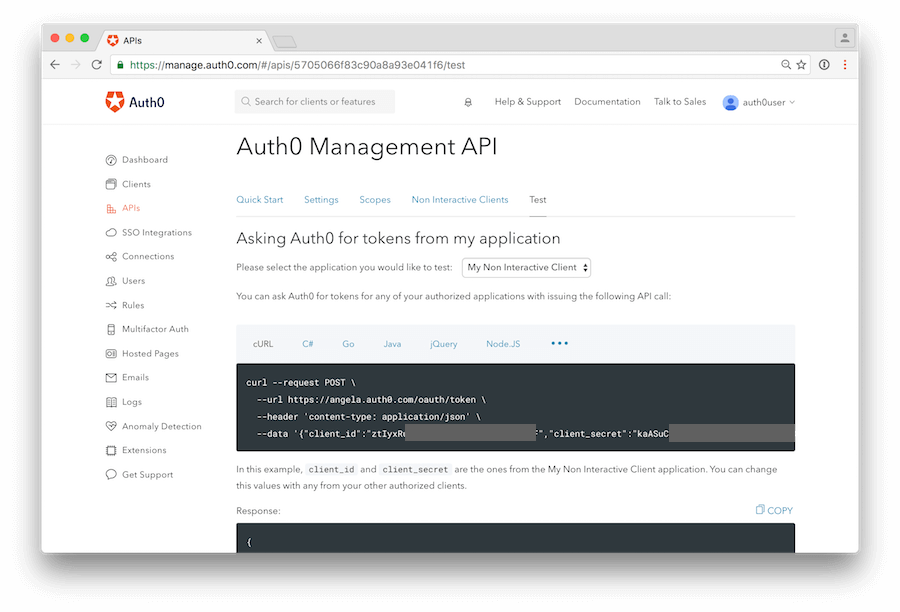 APIs
https://manage.auth0.com/#/apis/5705066f83c90a8a93e041f6/test
Auth0
Search for clients or features
Help & Support
Documentation
Talk to Sales
auth0user
Auth0 Management API
Dashboard
Clients
APIs
SSO Integrations
Connections
Users
Rules
Multifactor Auth
Hosted Pages
Emails
Logs
Anomaly Detection
Extensions
Get Support
Quick Start
Settings
Scopes
Non Interactive Clients
Test
Asking Auth0 for tokens from my application
Please select the application you would like to test: My Non Interactive Client
You can ask Auth0 for tokens for any of your authorized applications with issuing the following API call:
cURL
C#
Go
Java
jQuery
Node.JS
curl --request POST \
--url https://angela.auth0.com/oauth/token \
--header 'content-type: application/json' \
--data '{"client_id":"ztIyxR ","client_secret":"kaASuC
In this example, client_id and client_secret are the ones from the My Non Interactive Client application. You can change
this values with any from your other authorized clients.
Response:
COPY
{